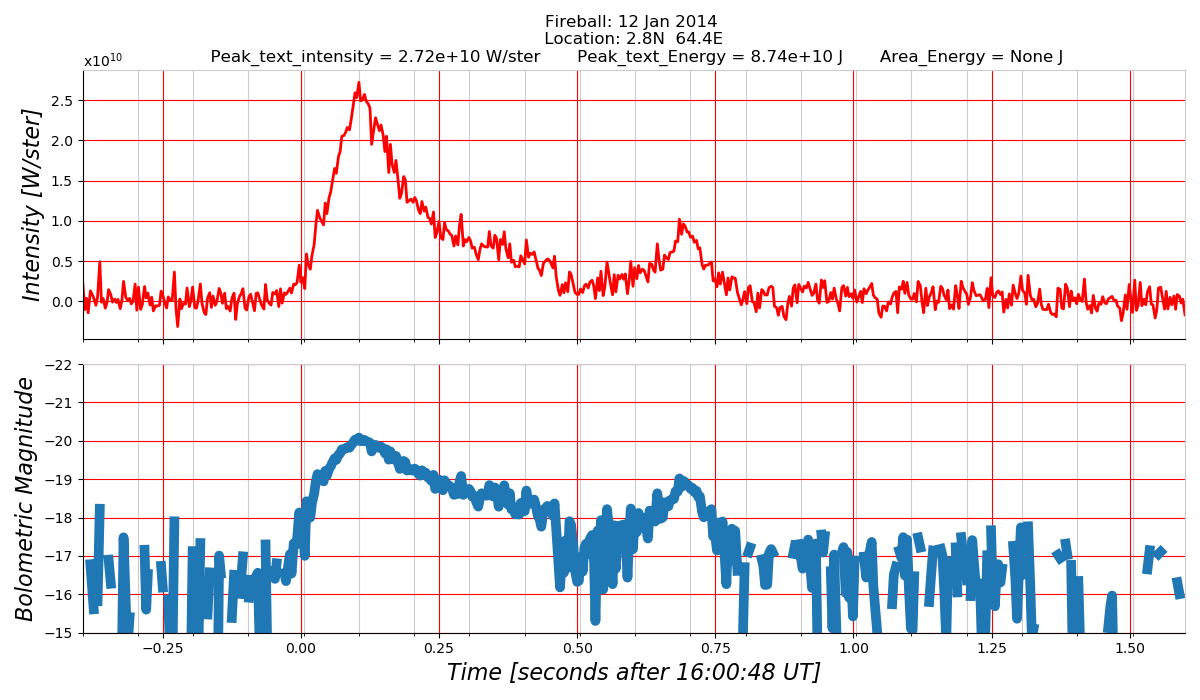 Fireball: 12 Jan 2014
Location: 2.8N  64.4E
Peak_text_intensity = 2.72e+10 W/ster       Peak_text_Energy = 8.74e+10 J       Area_Energy = None J
x10¹⁰
Intensity [W/ster]
2.5
2.0
1.5
1.0
0.5
0.0
Bolometric Magnitude
−22
−21
−20
−19
−18
−17
−16
−15
−0.25 0.00 0.25 0.50 0.75 1.00 1.25 1.50
Time [seconds after 16:00:48 UT]